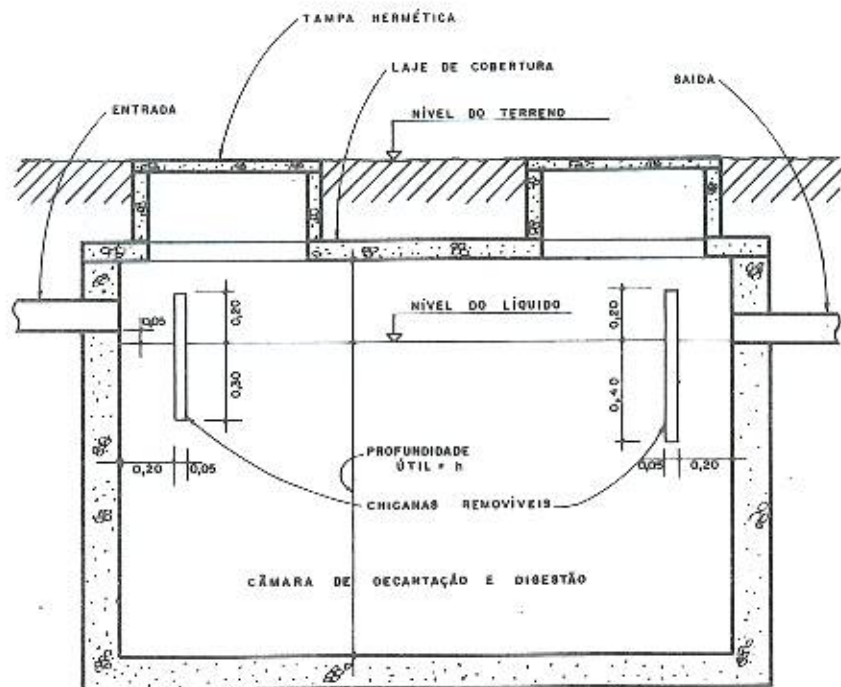 TAMPA HERMÉTICA
LAJE DE COBERTURA
SAIDA
ENTRADA
NÍVEL DO TERRENO
0,20
0,20
NÍVEL DO LÍQUIDO
0,05
0,30
0,40
PROFUNDIDADE
ÚTIL = h
0,20
0,05
0,05
0,20
CHICANAS REMOVÍVEIS
CÂMARA DE DECANTAÇÃO E DIGESTÃO